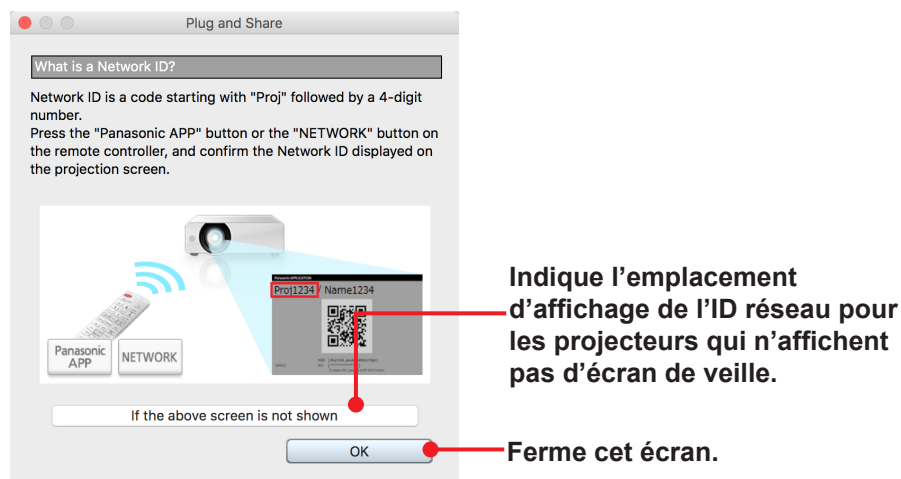 Plug and Share
What is a Network ID?
Network ID is a code starting with "Proj" followed by a 4-digit
number.
Press the "Panasonic APP" button or the "NETWORK" button on
the remote controller, and confirm the Network ID displayed on
the projection screen.
Panasonic APPLICATION
Proj1234 / Name1234
Panasonic
APP
NETWORK
If the above screen is not shown
OK
Indique l’emplacement
d’affichage de l’ID réseau pour
les projecteurs qui n’affichent
pas d’écran de veille.
Ferme cet écran.